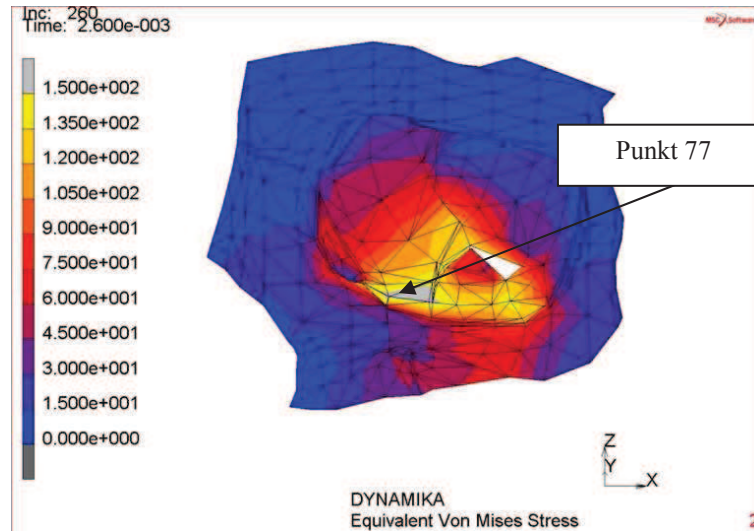 Inc: 260
Time: 2.600e-003
MSC Software
1.500e+002
1.350e+002
1.200e+002
1.050e+002
9.000e+001
7.500e+001
6.000e+001
4.500e+001
3.000e+001
1.500e+001
0.000e+000
Punkt 77
Z
Y
X
DYNAMIKA
Equivalent Von Mises Stress